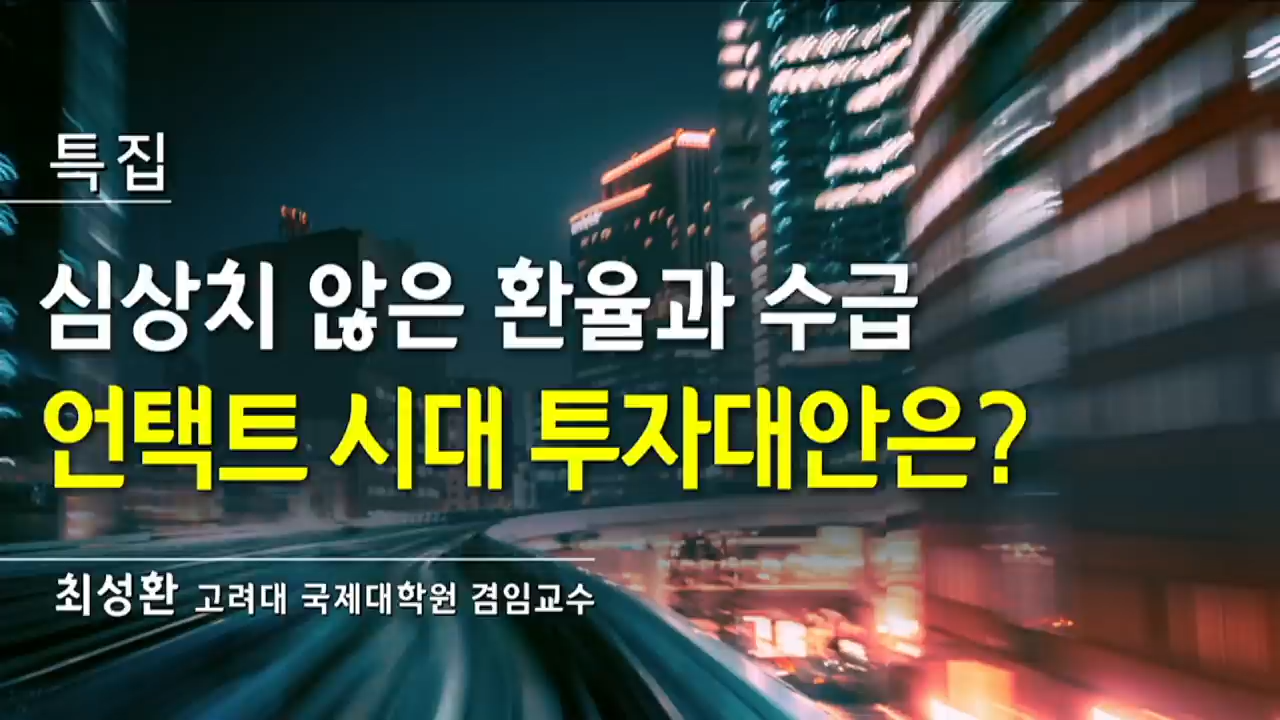 특집
심상치 않은 환율과 수급
언택트 시대 투자대안은?
최성환 고려대 국제대학원 겸임교수